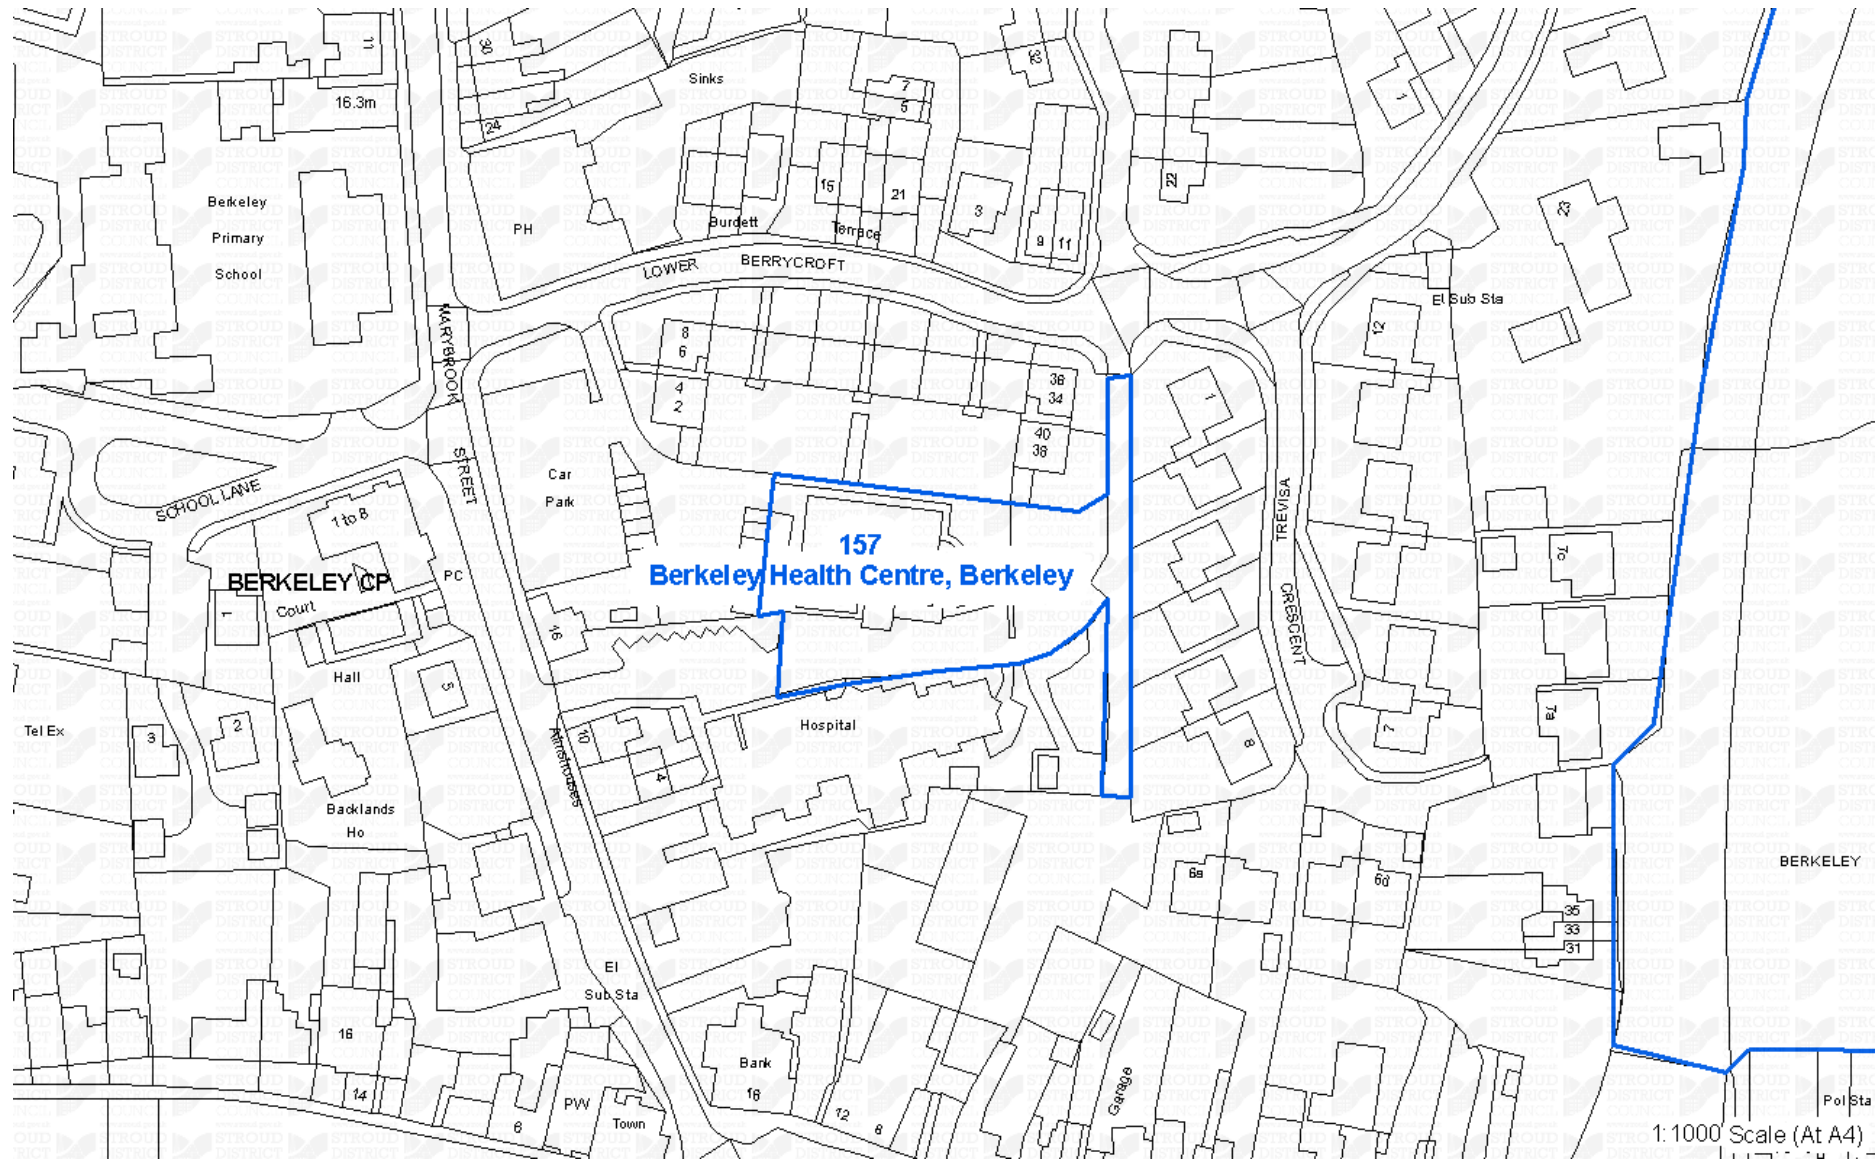 30
11
16.3m
24
Sinks
32
7
5
1
Berkeley
Primary
School
PH
Burdett
15
21
Terrace
3
9 11
22
23
LOWER BERRYCROFT
El Sub Sta
MARYBROOK
STREET
8
6
4
2
36
34
40
38
12
1
SCHOOL LANE
1 to 8
Car
Park
TREVISA
CRESCENT
157
Berkeley Health Centre, Berkeley
BERKELEY CP
PC
Court
1
16
7c
Hall
5
Tel Ex
3
2
10
4
Almshouses
Hospital
8
7
7a
Backlands
Ho
BERKELEY
6a
6d
35
33
31
El
Sub Sta
16
14
6
PW
Town
Bank
18
12
8
Garage
Pol Sta
1:1000 Scale (At A4)
STROUD
DISTRICT
COUNCIL